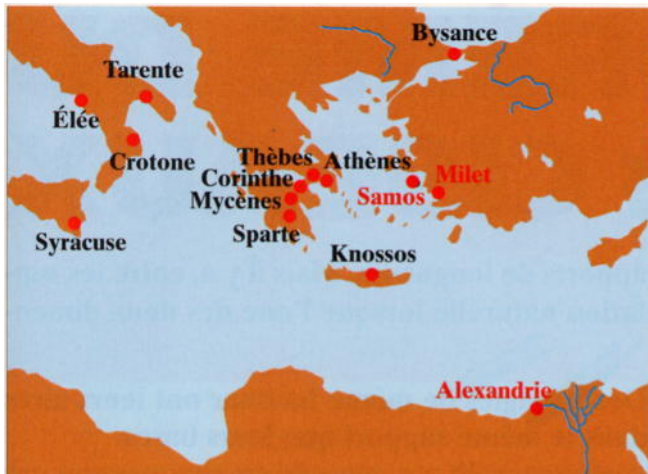 Bysance
Tarente
Élée
Crotone
Thèbes
Athènes
Corinthe
Milet
Mycènes
Samos
Sparte
Syracuse
Knossos
Alexandrie